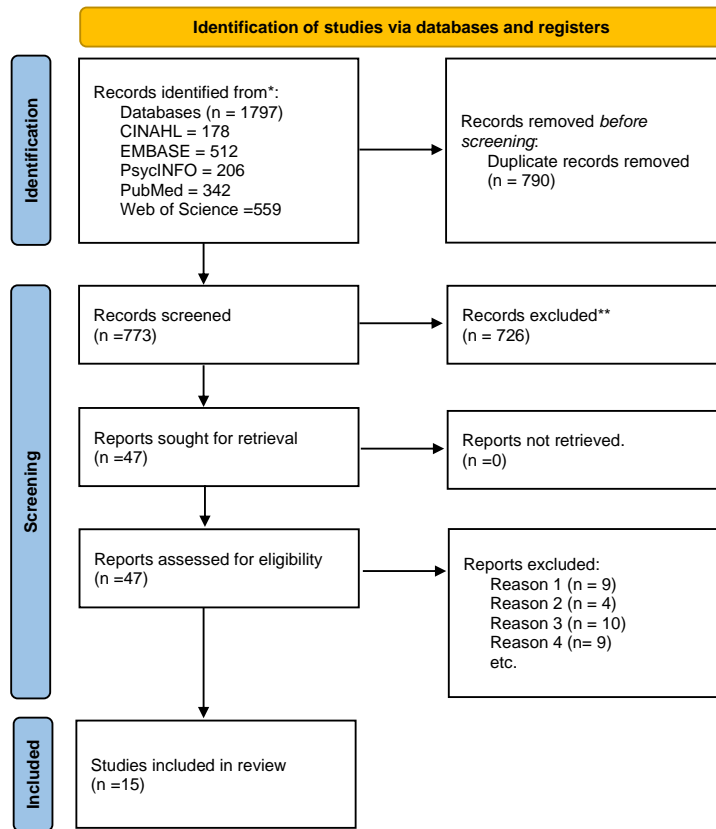 Identification of studies via databases and registers
Identification
Records identified from*:
Databases (n = 1797)
CINAHL = 178
EMBASE = 512
PsycINFO = 206
PubMed = 342
Web of Science =559
Records removed before
screening:
Duplicate records removed
(n = 790)
Screening
Records screened
(n =773)
Records excluded**
(n = 726)
Reports sought for retrieval
(n =47)
Reports not retrieved.
(n =0)
Reports assessed for eligibility
(n =47)
Reports excluded:
Reason 1 (n = 9)
Reason 2 (n = 4)
Reason 3 (n = 10)
Reason 4 (n= 9)
etc.
Included
Studies included in review
(n =15)